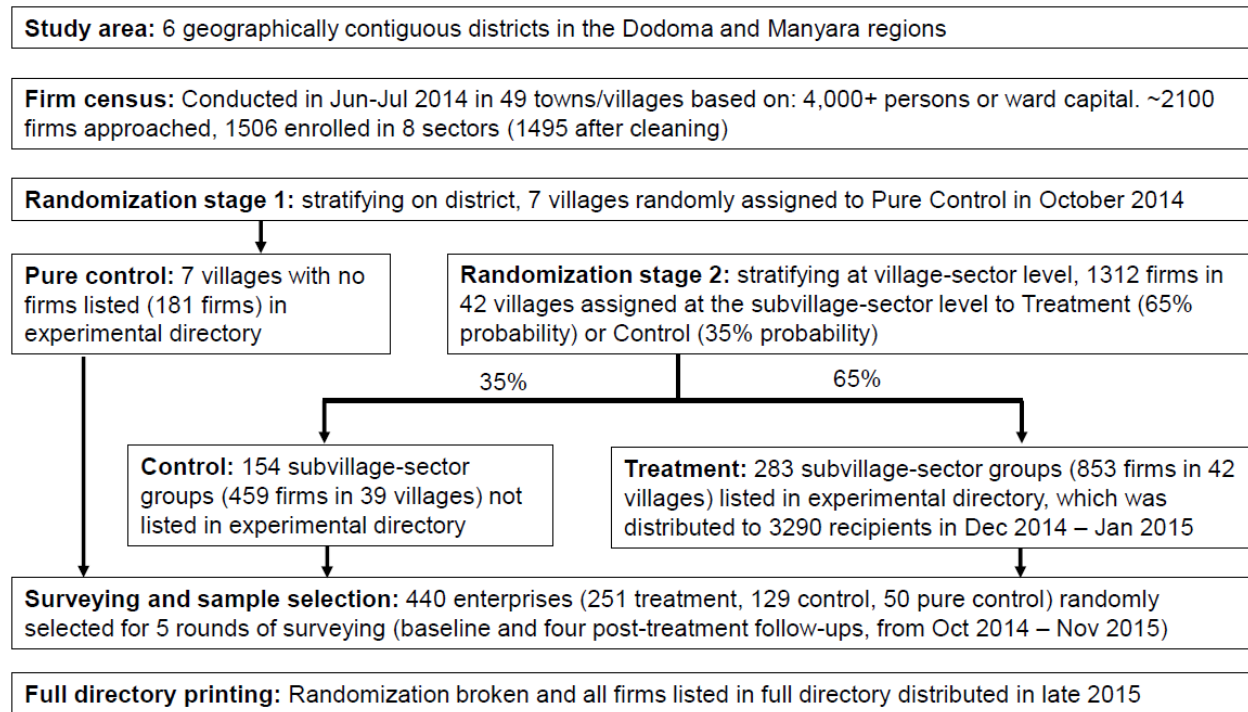 Study area: 6 geographically contiguous districts in the Dodoma and Manyara regions
Firm census: Conducted in Jun-Jul 2014 in 49 towns/villages based on: 4,000+ persons or ward capital. ~2100
firms approached, 1506 enrolled in 8 sectors (1495 after cleaning)
Randomization stage 1: stratifying on district, 7 villages randomly assigned to Pure Control in October 2014
Pure control: 7 villages with no
firms listed (181 firms) in
experimental directory
Randomization stage 2: stratifying at village-sector level, 1312 firms in
42 villages assigned at the subvillage-sector level to Treatment (65%
probability) or Control (35% probability)
35%
65%
Control: 154 subvillage-sector
groups (459 firms in 39 villages) not
listed in experimental directory
Treatment: 283 subvillage-sector groups (853 firms in 42
villages) listed in experimental directory, which was
distributed to 3290 recipients in Dec 2014 – Jan 2015
Surveying and sample selection: 440 enterprises (251 treatment, 129 control, 50 pure control) randomly
selected for 5 rounds of surveying (baseline and four post-treatment follow-ups, from Oct 2014 – Nov 2015)
Full directory printing: Randomization broken and all firms listed in full directory distributed in late 2015